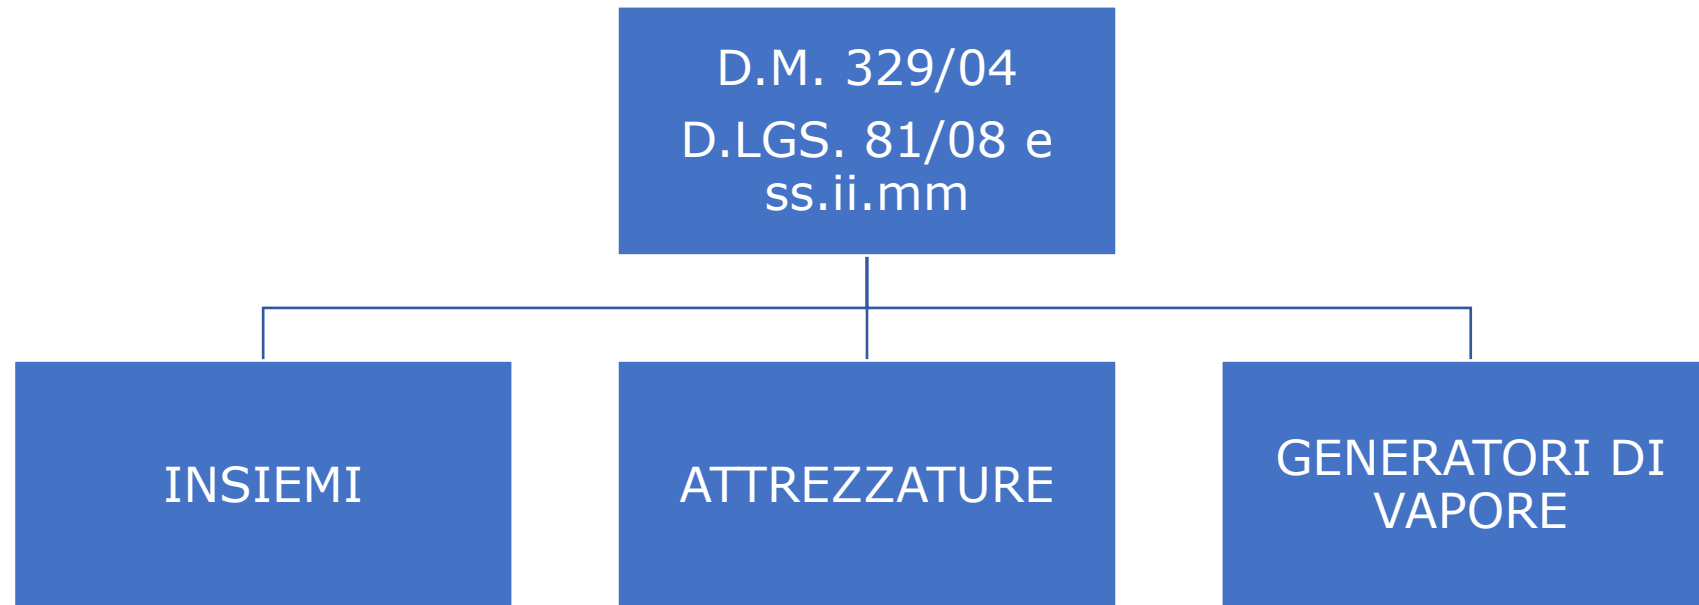 D.M. 329/04
D.LGS. 81/08 e
ss.ii.mm
INSIEMI
ATTREZZATURE
GENERATORI DI
VAPORE